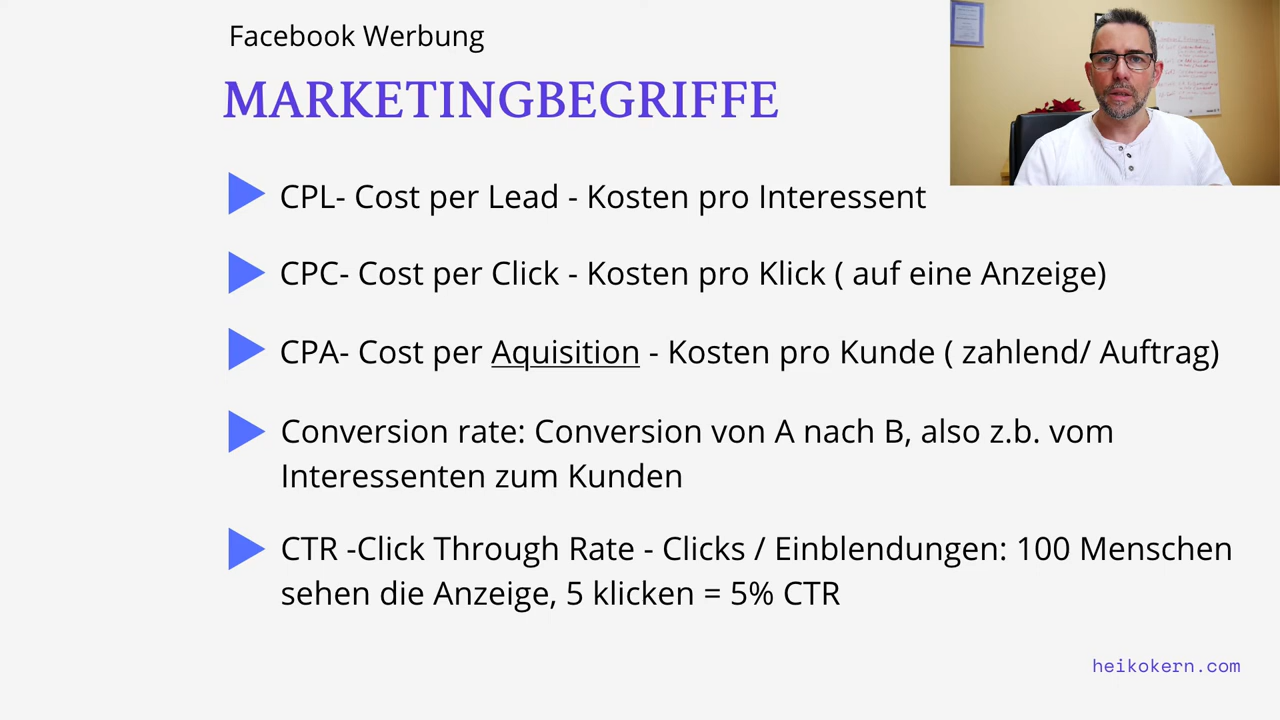 Facebook Werbung
MARKETINGBEGRIFFE
CPL- Cost per Lead - Kosten pro Interessent
CPC- Cost per Click - Kosten pro Klick ( auf eine Anzeige)
CPA- Cost per Aquisition - Kosten pro Kunde ( zahlend/ Auftrag)
Conversion rate: Conversion von A nach B, also z.b. vom
Interessenten zum Kunden
CTR -Click Through Rate - Clicks / Einblendungen: 100 Menschen
sehen die Anzeige, 5 klicken = 5% CTR
heikokern.com